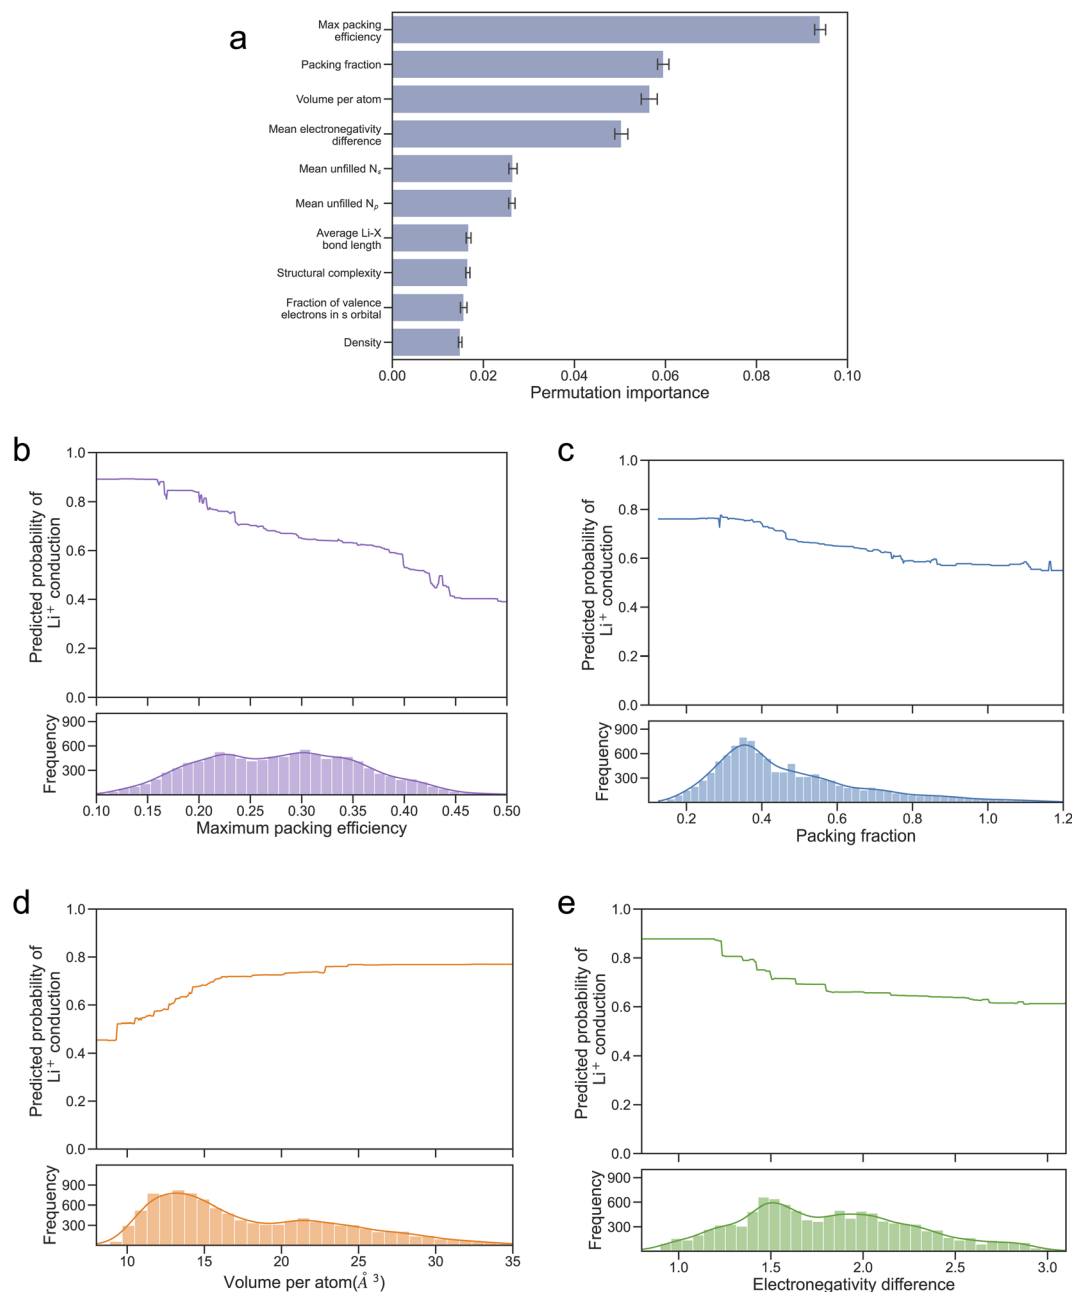 a
Max packing
efficiency
Packing fraction
Volume per atom
Mean electronegativity
difference
Mean unfilled Nₛ
Mean unfilled Nₚ
Average Li-X
bond length
Structural complexity
Fraction of valence
electrons in s orbital
Density
0.00 0.02 0.04 0.06 0.08 0.10
Permutation importance
b
Predicted probability of
Li⁺ conduction
1.0
0.8
0.6
0.4
0.2
0.0
Frequency
900
600
300
0.10 0.15 0.20 0.25 0.30 0.35 0.40 0.45 0.50
Maximum packing efficiency
c
Predicted probability of
Li⁺ conduction
1.0
0.8
0.6
0.4
0.2
0.0
Frequency
900
600
300
0.2 0.4 0.6 0.8 1.0 1.2
Packing fraction
d
Predicted probability of
Li⁺ conduction
1.0
0.8
0.6
0.4
0.2
0.0
Frequency
900
600
300
10 15 20 25 30 35
Volume per atom(Å ³)
e
Predicted probability of
Li⁺ conduction
1.0
0.8
0.6
0.4
0.2
0.0
Frequency
900
600
300
1.0 1.5 2.0 2.5 3.0
Electronegativity difference